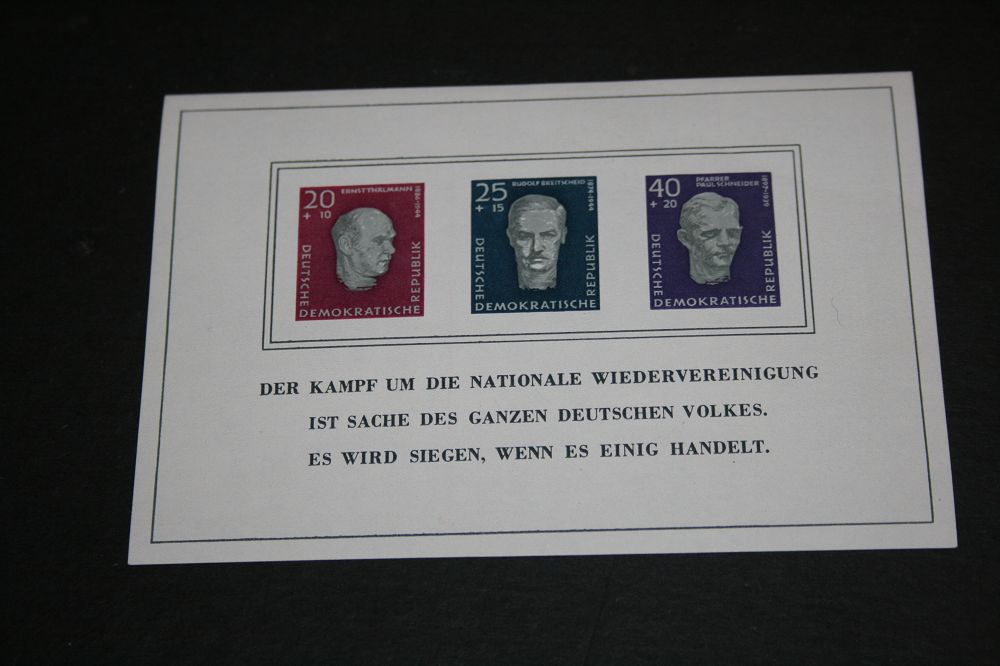 20
+ 10
ERNST THÄLMANN
1886-1944
DEUTSCHE
DEMOKRATISCHE
REPUBLIK
25
+ 15
RUDOLF BREITSCHEID
1874-1944
DEUTSCHE
DEMOKRATISCHE
REPUBLIK
40
+ 20
PFARRER
PAUL SCHNEIDER
1897-1939
DEUTSCHE
DEMOKRATISCHE
REPUBLIK
DER KAMPF UM DIE NATIONALE WIEDERVEREINIGUNG
IST SACHE DES GANZEN DEUTSCHEN VOLKES.
ES WIRD SIEGEN, WENN ES EINIG HANDELT.